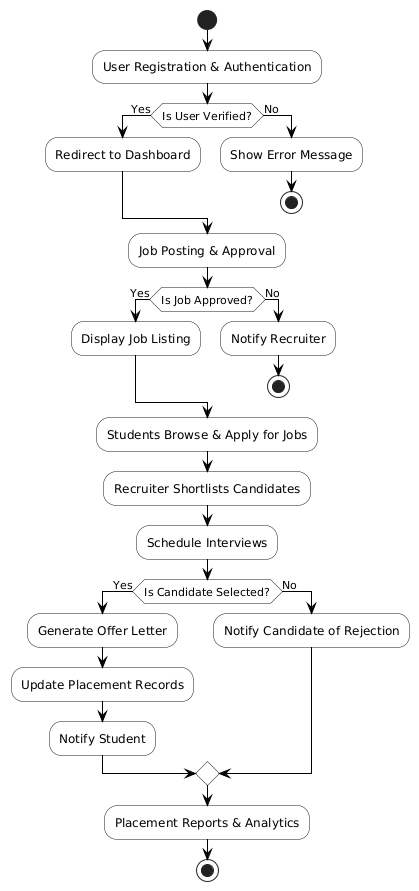 User Registration & Authentication
Is User Verified?
Yes
No
Redirect to Dashboard
Show Error Message
Job Posting & Approval
Is Job Approved?
Yes
No
Display Job Listing
Notify Recruiter
Students Browse & Apply for Jobs
Recruiter Shortlists Candidates
Schedule Interviews
Is Candidate Selected?
Yes
No
Generate Offer Letter
Notify Candidate of Rejection
Update Placement Records
Notify Student
Placement Reports & Analytics